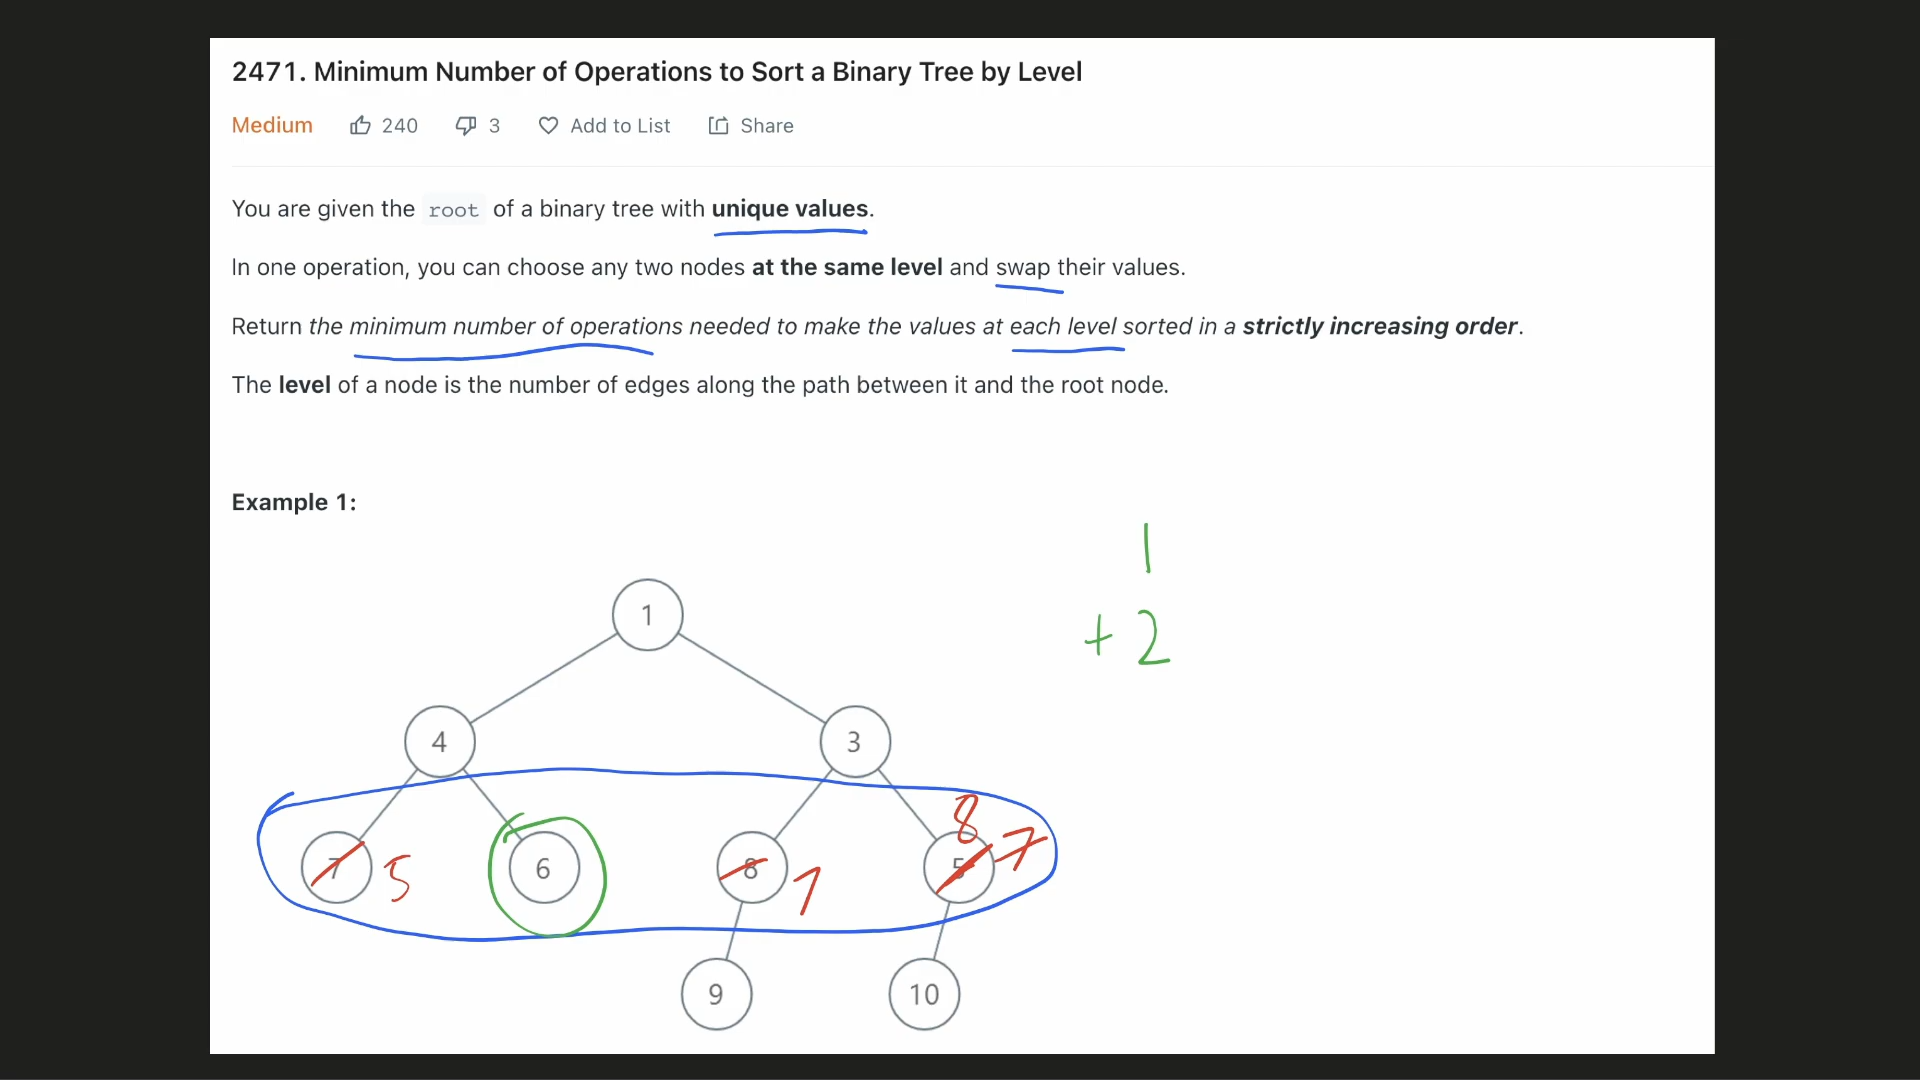 2471. Minimum Number of Operations to Sort a Binary Tree by Level
Medium 240 3 Add to List Share
You are given the root of a binary tree with unique values.
In one operation, you can choose any two nodes at the same level and swap their values.
Return the minimum number of operations needed to make the values at each level sorted in a strictly increasing order.
The level of a node is the number of edges along the path between it and the root node.
Example 1:
1
+ 2
1
4 3
8
7 5 6 8 7 5 7
9 10